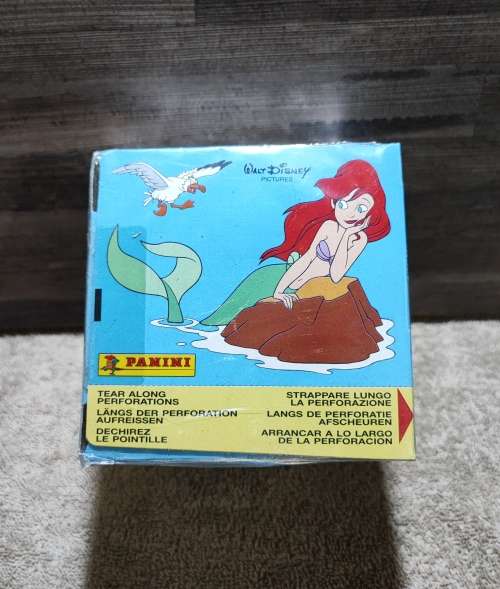 WALT DISNEY
PICTURES
PANINI
TEAR ALONG
PERFORATIONS
LÄNGS DER PERFORATION
AUFREISSEN
DECHIREZ
LE POINTILLE
STRAPPARE LUNGO
LA PERFORAZIONE
LANGS DE PERFORATIE
AFSCHEUREN
ARRANCAR A LO LARGO
DE LA PERFORACION